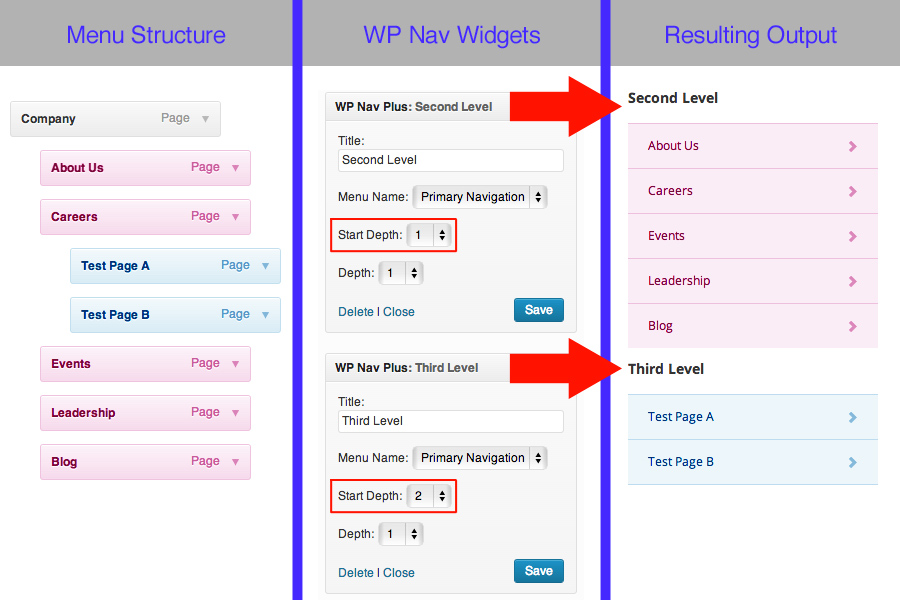 Menu Structure
Company Page
About Us Page
Careers Page
Test Page A Page
Test Page B Page
Events Page
Leadership Page
Blog Page
WP Nav Widgets
WP Nav Plus: Second Level
Title:
Second Level
Menu Name: Primary Navigation
Start Depth: 1
Depth: 1
Delete | Close Save
WP Nav Plus: Third Level
Title:
Third Level
Menu Name: Primary Navigation
Start Depth: 2
Depth: 1
Delete | Close Save
Resulting Output
Second Level
About Us
Careers
Events
Leadership
Blog
Third Level
Test Page A
Test Page B